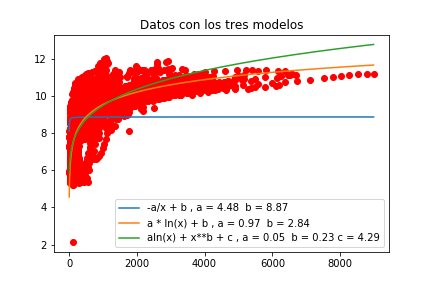 Datos con los tres modelos
12
10
8
6
4
2
0
2000
4000
6000
8000
-a/x + b , a = 4.48 b = 8.87
a * ln(x) + b , a = 0.97 b = 2.84
aln(x) + x**b + c , a = 0.05 b = 0.23 c = 4.29